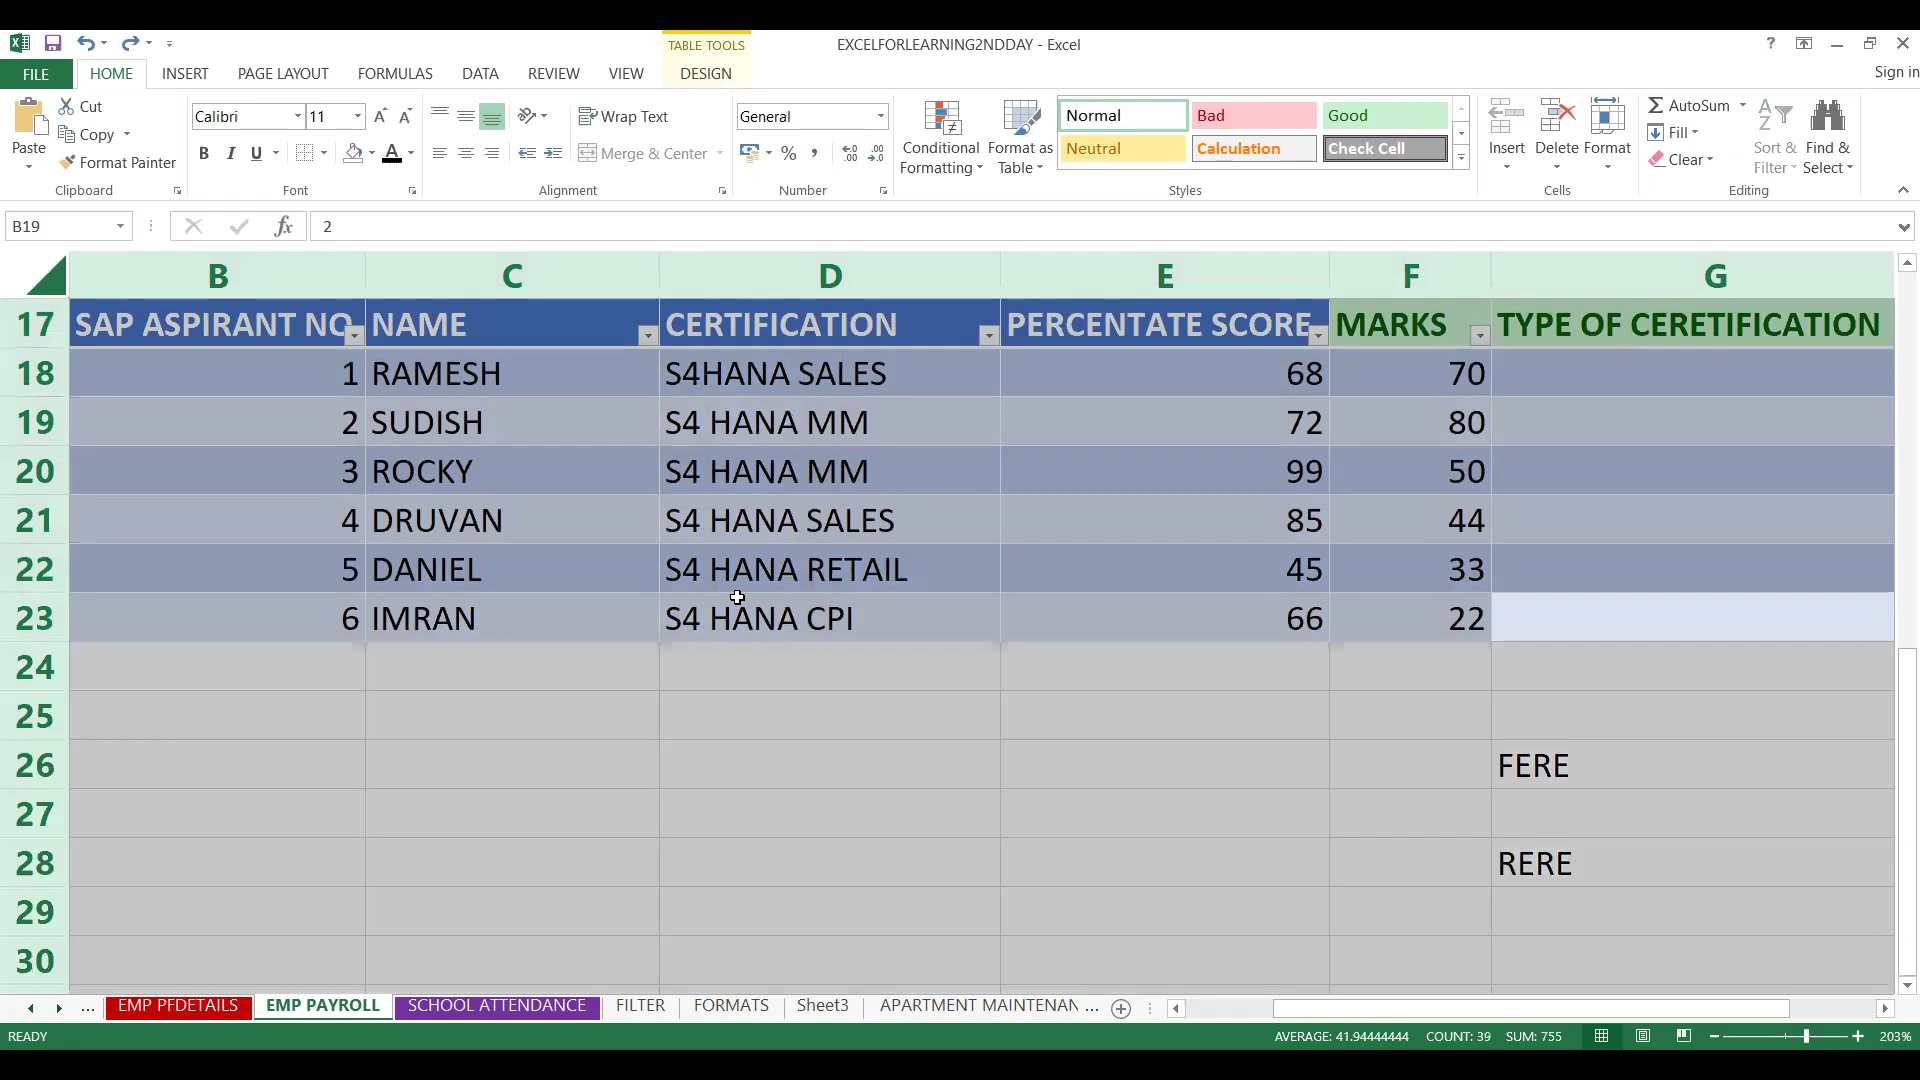 TABLE TOOLS
EXCELFORLEARNING2NDDAY - Excel
?
Sign in
FILE HOME INSERT PAGE LAYOUT FORMULAS DATA REVIEW VIEW DESIGN
Paste
Cut
Copy
Format Painter
Clipboard
Calibri 11
B I U
Font
Wrap Text
Merge & Center
Alignment
General
%
Number
Conditional Formatting
Format as Table
Normal Bad Good
Neutral Calculation Check Cell
Styles
Insert Delete Format
Cells
AutoSum
Fill
Clear
Sort & Filter
Find & Select
Editing
B19 fx 2
B C D E F G
17 SAP ASPIRANT NO NAME CERTIFICATION PERCENTATE SCORE MARKS TYPE OF CERETIFICATION
18 1 RAMESH S4HANA SALES 68 70
19 2 SUDISH S4 HANA MM 72 80
20 3 ROCKY S4 HANA MM 99 50
21 4 DRUVAN S4 HANA SALES 85 44
22 5 DANIEL S4 HANA RETAIL 45 33
23 6 IMRAN S4 HANA CPI 66 22
24
25
26 FERE
27
28 RERE
29
30
... EMP PFDETAILS EMP PAYROLL SCHOOL ATTENDANCE FILTER FORMATS Sheet3 APARTMENT MAINTENAN ...
READY AVERAGE: 41.94444444 COUNT: 39 SUM: 755 203%